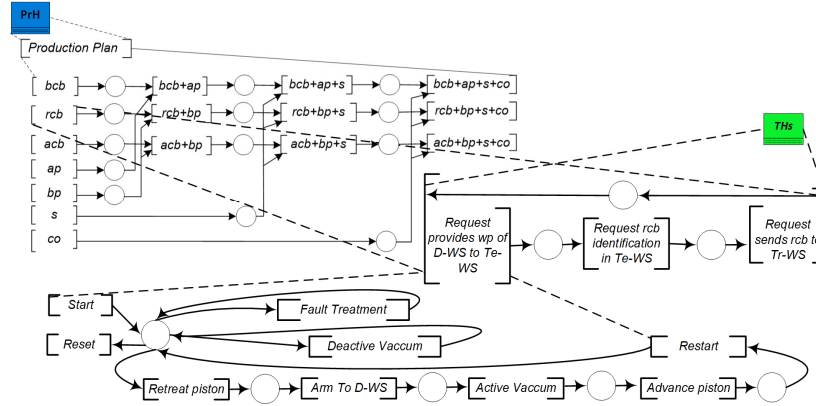 PrH
Production Plan
bcb
bcb+ap
bcb+ap+s
bcb+ap+s+co
rcb
rcb+bp
rcb+bp+s
rcb+bp+s+co
THs
acb
acb+bp
acb+bp+s
acb+bp+s+co
ap
bp
s
co
Request
provides wp of
D-WS to Te-
WS
Request rcb
identification
in Te-WS
Request
sends rcb to
Tr-WS
Start
Fault Treatment
Reset
Deactive Vaccum
Restart
Retreat piston
Arm To D-WS
Active Vaccum
Advance piston